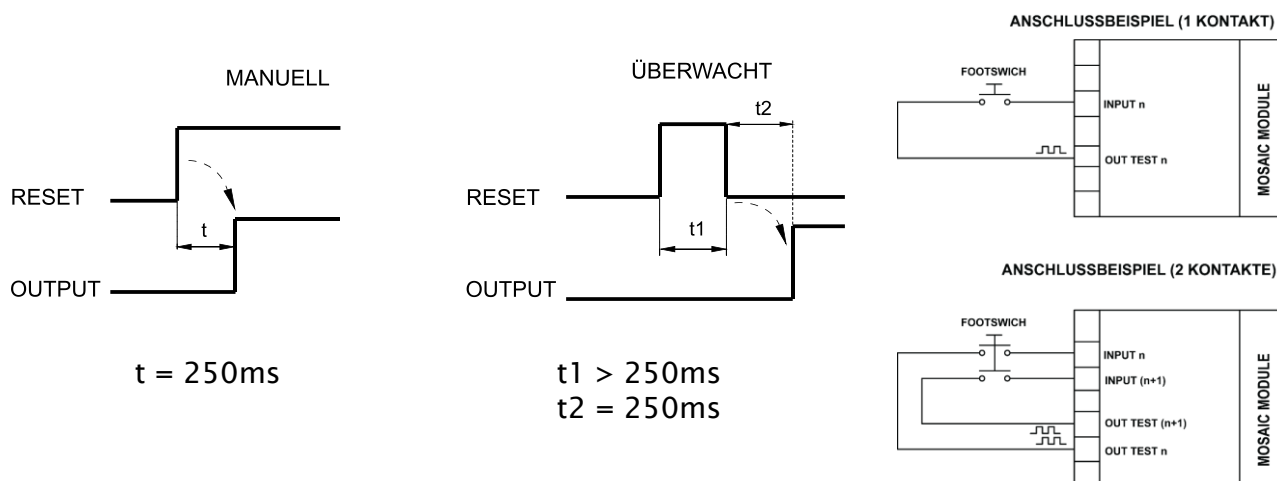 MANUELL
RESET
t
OUTPUT
t = 250ms
ÜBERWACHT
t2
RESET
t1
OUTPUT
t1 > 250ms
t2 = 250ms
ANSCHLUSSBEISPIEL (1 KONTAKT)
FOOTSWICH
INPUT n
OUT TEST n
MOSAIC MODULE
ANSCHLUSSBEISPIEL (2 KONTAKTE)
FOOTSWICH
INPUT n
INPUT (n+1)
OUT TEST (n+1)
OUT TEST n
MOSAIC MODULE